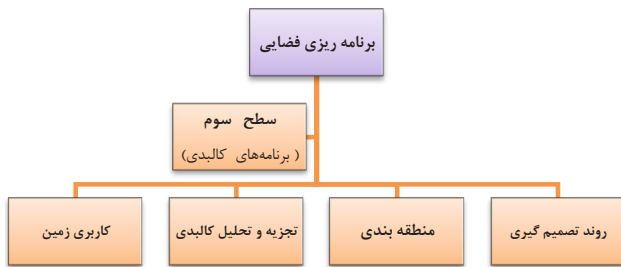 برنامه ریزی فضایی
سطح سوم
( برنامه‌های کالبدی)
روند تصمیم گیری
منطقه بندی
تجزیه و تحلیل کالبدی
کاربری زمین